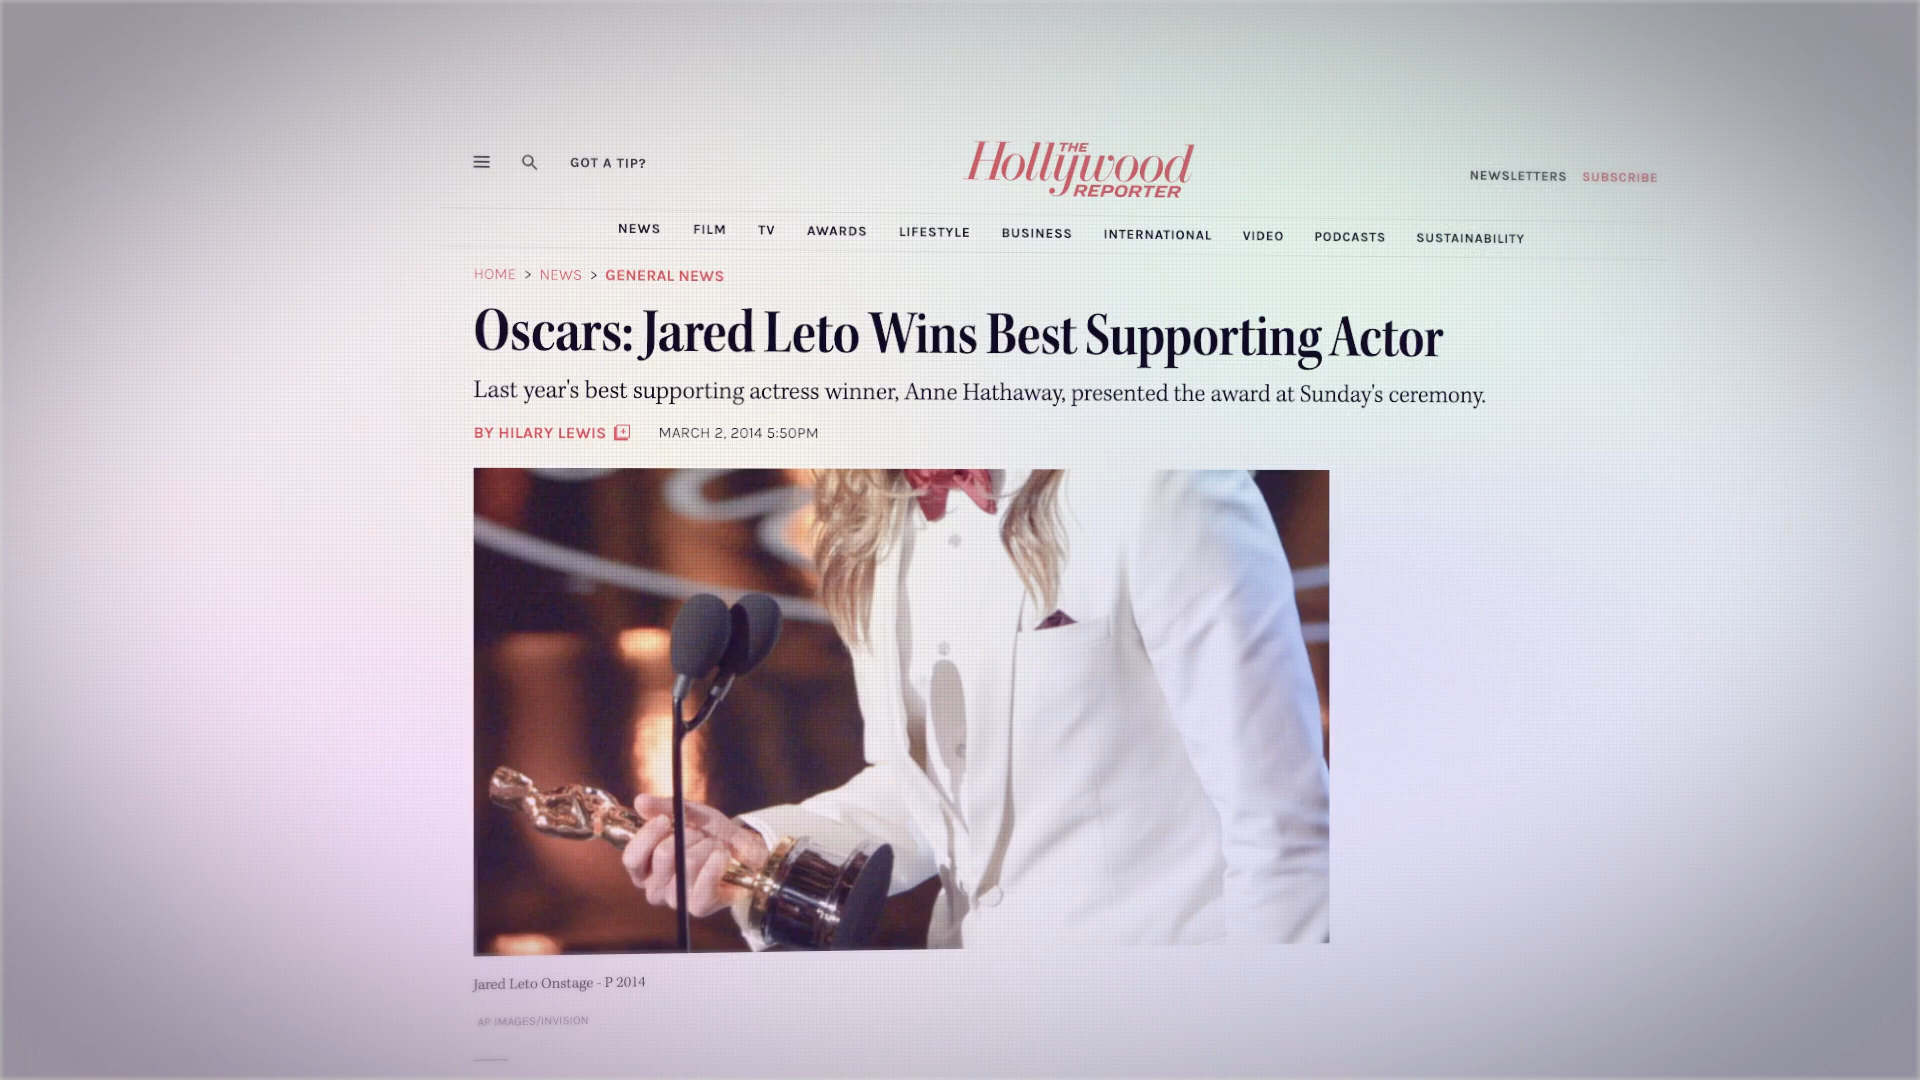 GOT A TIP?
THE
Hollywood
REPORTER
NEWSLETTERS SUBSCRIBE
NEWS FILM TV AWARDS LIFESTYLE BUSINESS INTERNATIONAL VIDEO PODCASTS SUSTAINABILITY
HOME > NEWS > GENERAL NEWS
Oscars: Jared Leto Wins Best Supporting Actor
Last year's best supporting actress winner, Anne Hathaway, presented the award at Sunday's ceremony.
BY HILARY LEWIS MARCH 2, 2014 5:50PM
Jared Leto Onstage - P 2014
AP IMAGES/INVISION